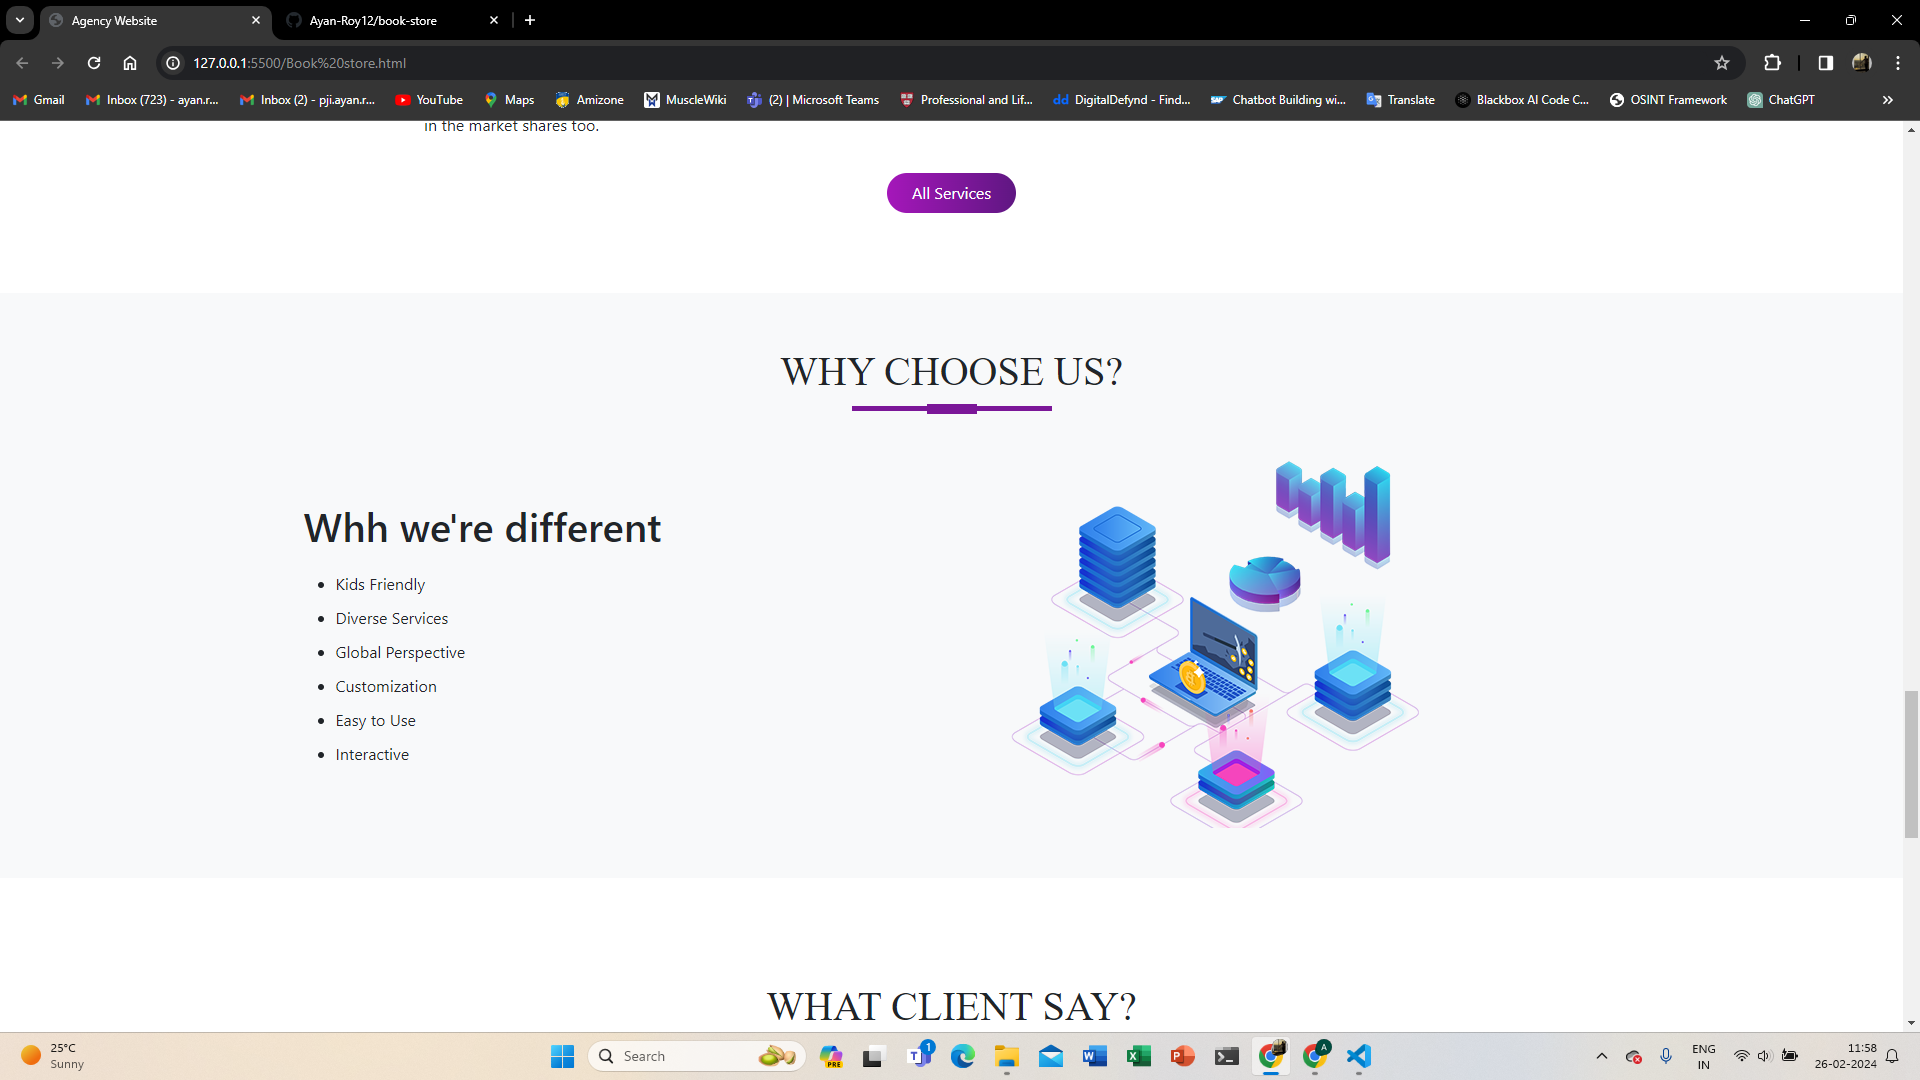 Agency Website
Ayan-Roy12/book-store
127.0.0.1:5500/Book%20store.html
Gmail
Inbox (723) - ayan.r...
Inbox (2) - pji.ayan.r...
YouTube
Maps
Amizone
MuscleWiki
(2) | Microsoft Teams
Professional and Lif...
dd DigitalDefynd - Find...
Chatbot Building wi...
Translate
Blackbox AI Code C...
OSINT Framework
ChatGPT
in the market shares too.
All Services
WHY CHOOSE US?
Whh we're different
Kids Friendly
Diverse Services
Global Perspective
Customization
Easy to Use
Interactive
WHAT CLIENT SAY?
25°C
Sunny
Search
PRE
1
A
ENG
IN
11:58
26-02-2024